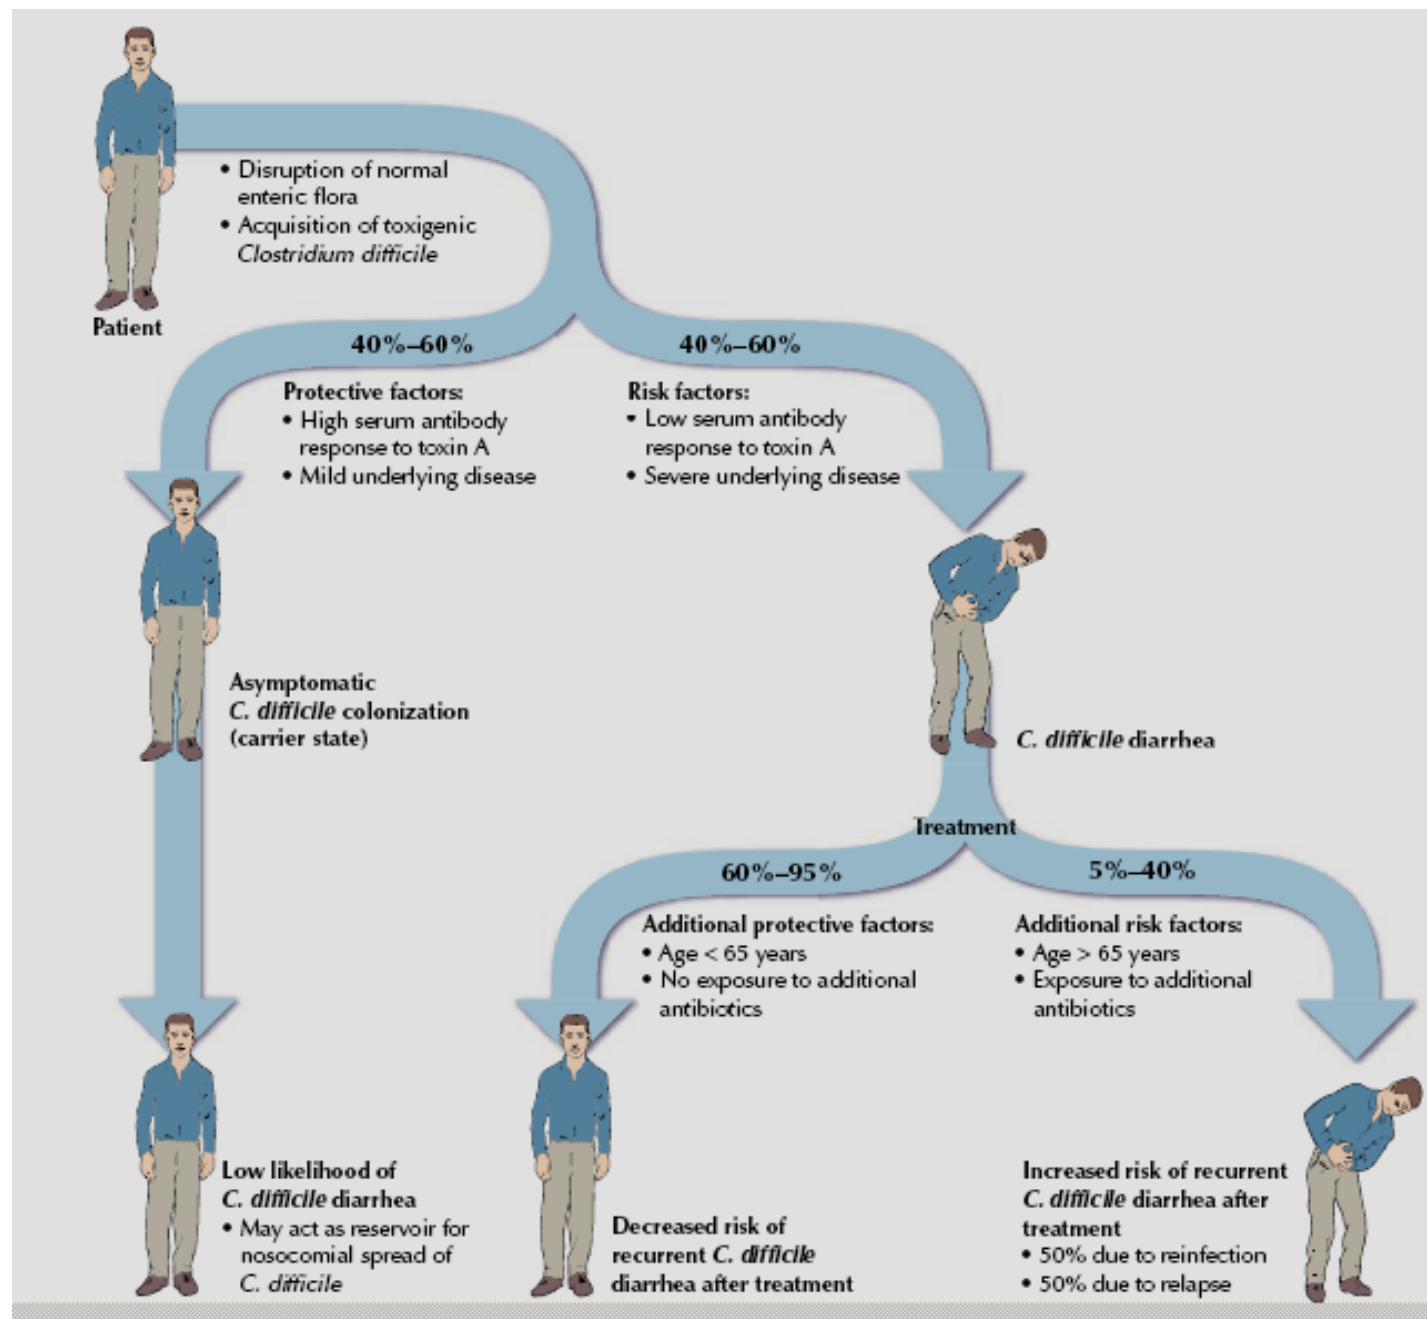 • Disruption of normal
enteric flora
• Acquisition of toxigenic
Clostridium difficile
Patient
40%–60%
Protective factors:
• High serum antibody
response to toxin A
• Mild underlying disease
40%–60%
Risk factors:
• Low serum antibody
response to toxin A
• Severe underlying disease
Asymptomatic
C. difficile colonization
(carrier state)
C. difficile diarrhea
Treatment
60%–95%
Additional protective factors:
• Age < 65 years
• No exposure to additional
antibiotics
5%–40%
Additional risk factors:
• Age > 65 years
• Exposure to additional
antibiotics
Low likelihood of
C. difficile diarrhea
• May act as reservoir for
nosocomial spread of
C. difficile
Decreased risk of
recurrent C. difficile
diarrhea after treatment
Increased risk of recurrent
C. difficile diarrhea after
treatment
• 50% due to reinfection
• 50% due to relapse